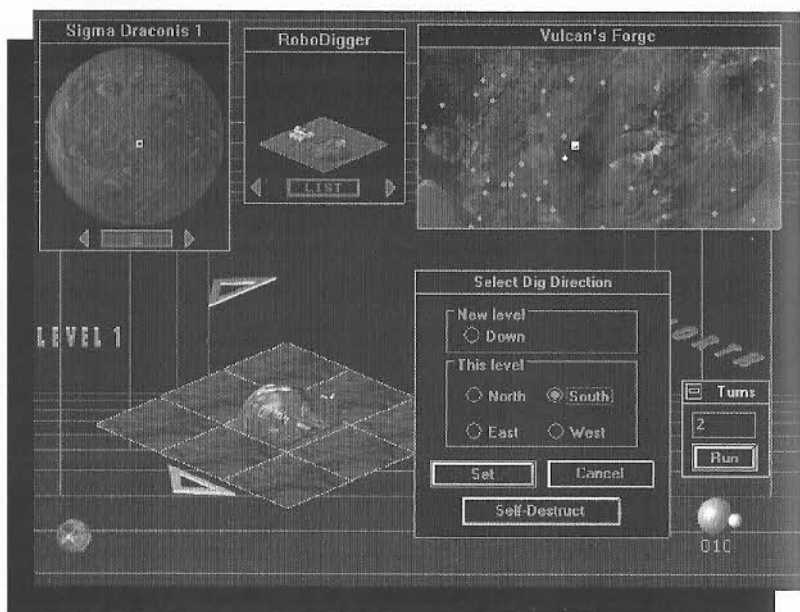 Sigma Draconis 1
RoboDigger
LIST
Vulcan's Forge
LEVEL 1
NORTH
Select Dig Direction
New level
Down
This level
North
South
East
West
Set
Cancel
Self-Destruct
Turns
2
Run
010